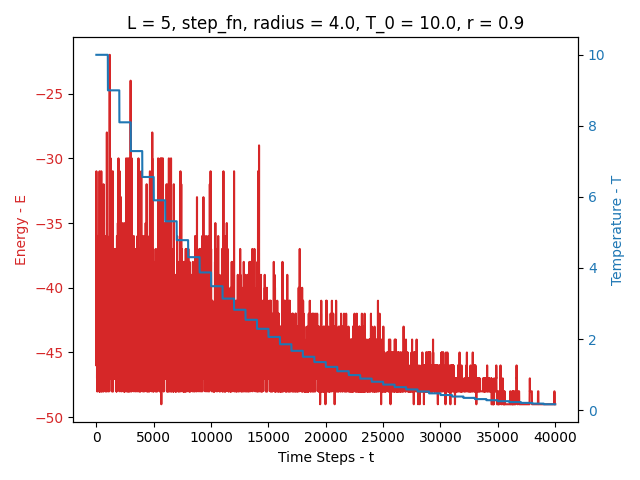 L = 5, step_fn, radius = 4.0, T_0 = 10.0, r = 0.9
Energy - E
−25
−30
−35
−40
−45
−50
10
8
6
4
2
0
Temperature - T
0 5000 10000 15000 20000 25000 30000 35000 40000
Time Steps - t